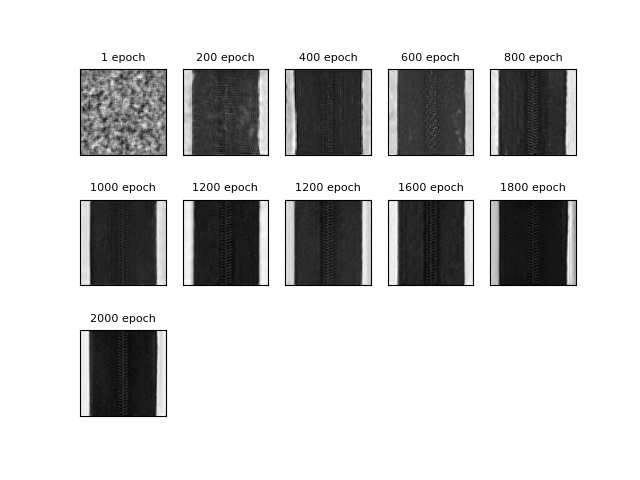 1 epoch
200 epoch
400 epoch
600 epoch
800 epoch
1000 epoch
1200 epoch
1200 epoch
1600 epoch
1800 epoch
2000 epoch